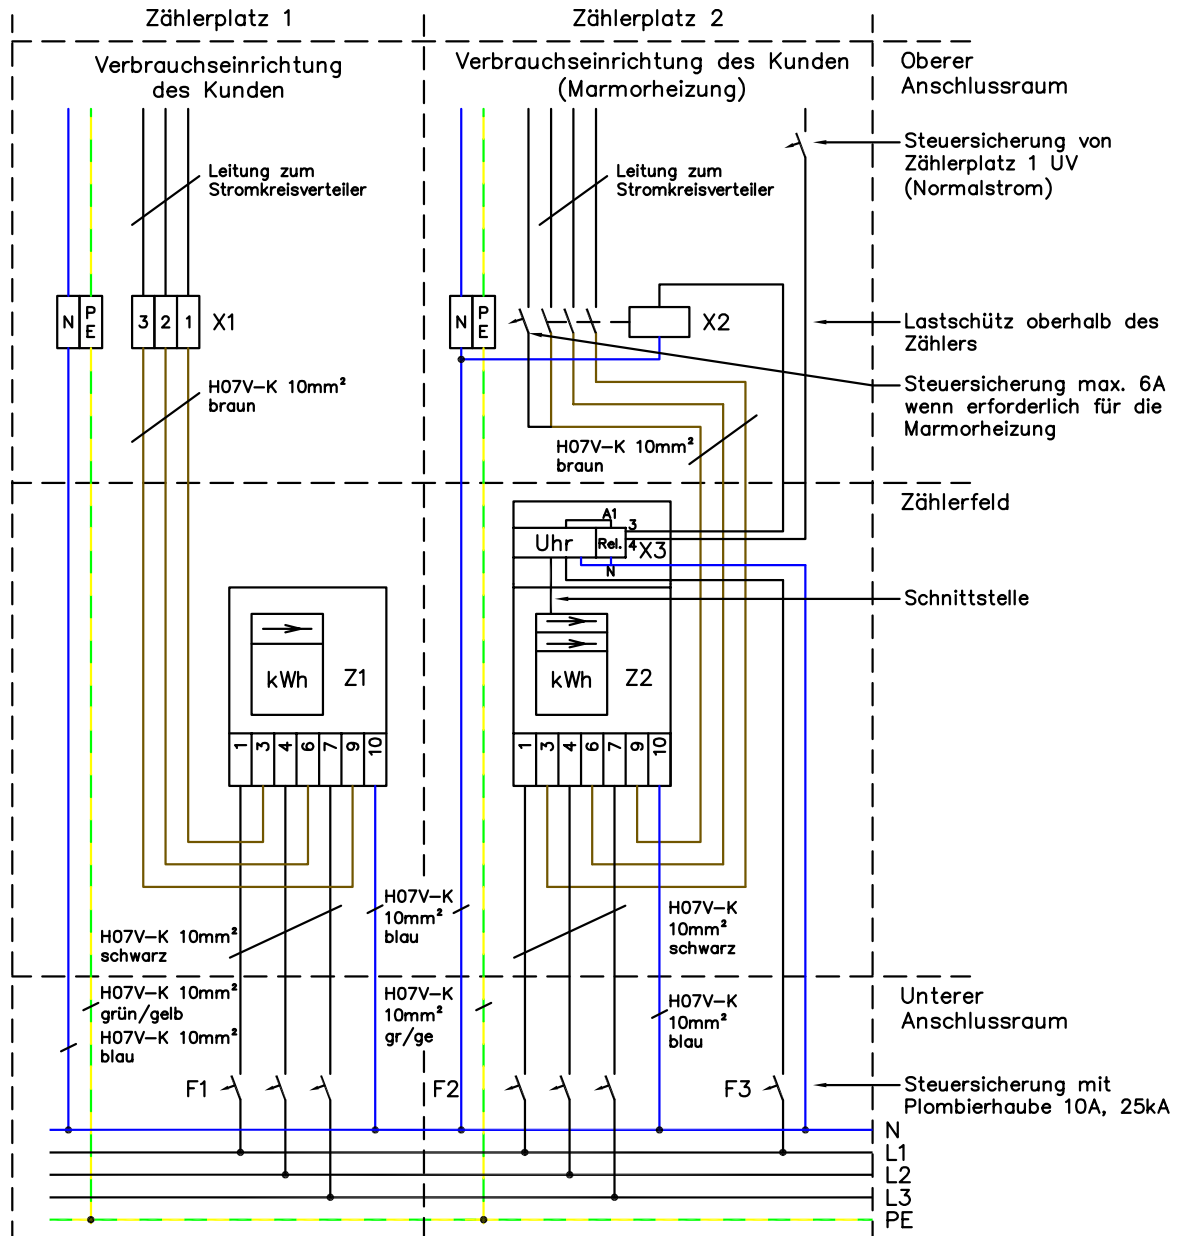 Zählerplatz 1
Zählerplatz 2
Verbrauchseinrichtung
des Kunden
Verbrauchseinrichtung des Kunden
(Marmorheizung)
Oberer
Anschlussraum
Steuersicherung von
Zählerplatz 1 UV
(Normalstrom)
Leitung zum
Stromkreisverteiler
Leitung zum
Stromkreisverteiler
N
PE
3
2
1
X1
N
PE
X2
Lastschütz oberhalb des
Zählers
Steuersicherung max. 6A
wenn erforderlich für die
Marmorheizung
H07V-K 10mm²
braun
H07V-K 10mm²
braun
Zählerfeld
A1
3
Uhr
Rel.
4
X3
N
Schnittstelle
kWh
Z1
kWh
Z2
1
3
4
6
7
9
10
1
3
4
6
7
9
10
H07V-K 10mm²
schwarz
H07V-K
10mm²
blau
H07V-K
10mm²
schwarz
H07V-K 10mm²
grün/gelb
H07V-K 10mm²
blau
H07V-K
10mm²
gr/ge
H07V-K
10mm²
blau
Unterer
Anschlussraum
F1
F2
F3
Steuersicherung mit
Plombierhaube 10A, 25kA
N
L1
L2
L3
PE